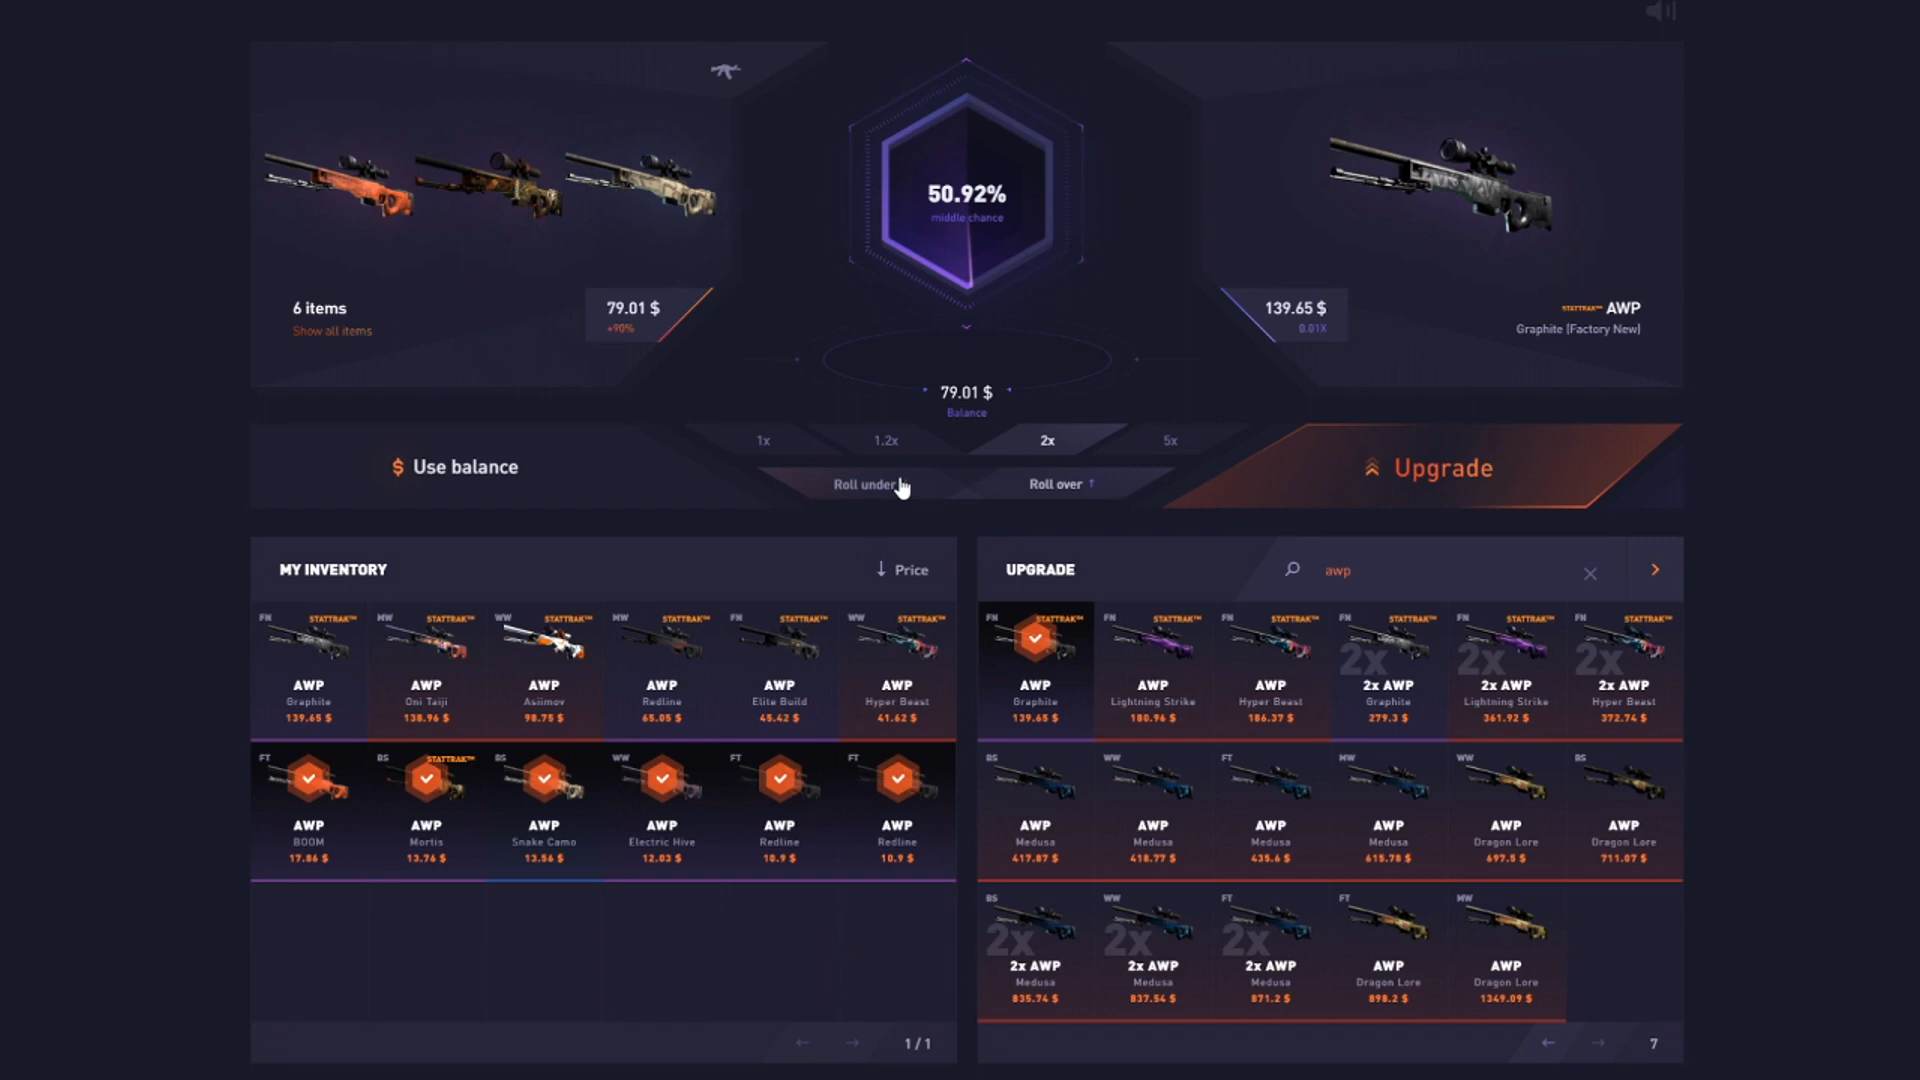 50.92%
middle chance
6 items
Show all items
79.01 $
+90%
139.65 $
0.01X
STATTRAK™ AWP
Graphite (Factory New)
79.01 $
Balance
1x
1.2x
2x
5x
$ Use balance
Roll under
Roll over ↑
Upgrade
MY INVENTORY
↓ Price
FN STATTRAK™
MW STATTRAK™
WW STATTRAK™
MW STATTRAK™
FN STATTRAK™
WW STATTRAK™
AWP
AWP
AWP
AWP
AWP
AWP
Graphite
Oni Taiji
Asiimov
Redline
Elite Build
Hyper Beast
139.65 $
138.96 $
98.75 $
65.05 $
45.42 $
41.62 $
FT
BS STATTRAK™
BS
WW
FT
FT
AWP
AWP
AWP
AWP
AWP
AWP
BOOM
Mortis
Snake Camo
Electric Hive
Redline
Redline
17.86 $
13.76 $
13.56 $
12.03 $
10.9 $
10.9 $
← → 1 / 1
UPGRADE
awp
FN STATTRAK™
FN STATTRAK™
FN STATTRAK™
FN STATTRAK™
FN STATTRAK™
FN STATTRAK™
2x
2x
2x
AWP
AWP
AWP
2x AWP
2x AWP
2x AWP
Graphite
Lightning Strike
Hyper Beast
Graphite
Lightning Strike
Hyper Beast
139.65 $
180.96 $
186.37 $
279.3 $
361.92 $
372.74 $
BS
WW
FT
MW
WW
BS
AWP
AWP
AWP
AWP
AWP
AWP
Medusa
Medusa
Medusa
Medusa
Dragon Lore
Dragon Lore
417.87 $
418.77 $
435.6 $
615.78 $
697.5 $
711.07 $
BS
WW
FT
FT
MW
2x
2x
2x
2x AWP
2x AWP
2x AWP
AWP
AWP
Medusa
Medusa
Medusa
Dragon Lore
Dragon Lore
835.74 $
837.54 $
871.2 $
898.2 $
1349.09 $
← → 7